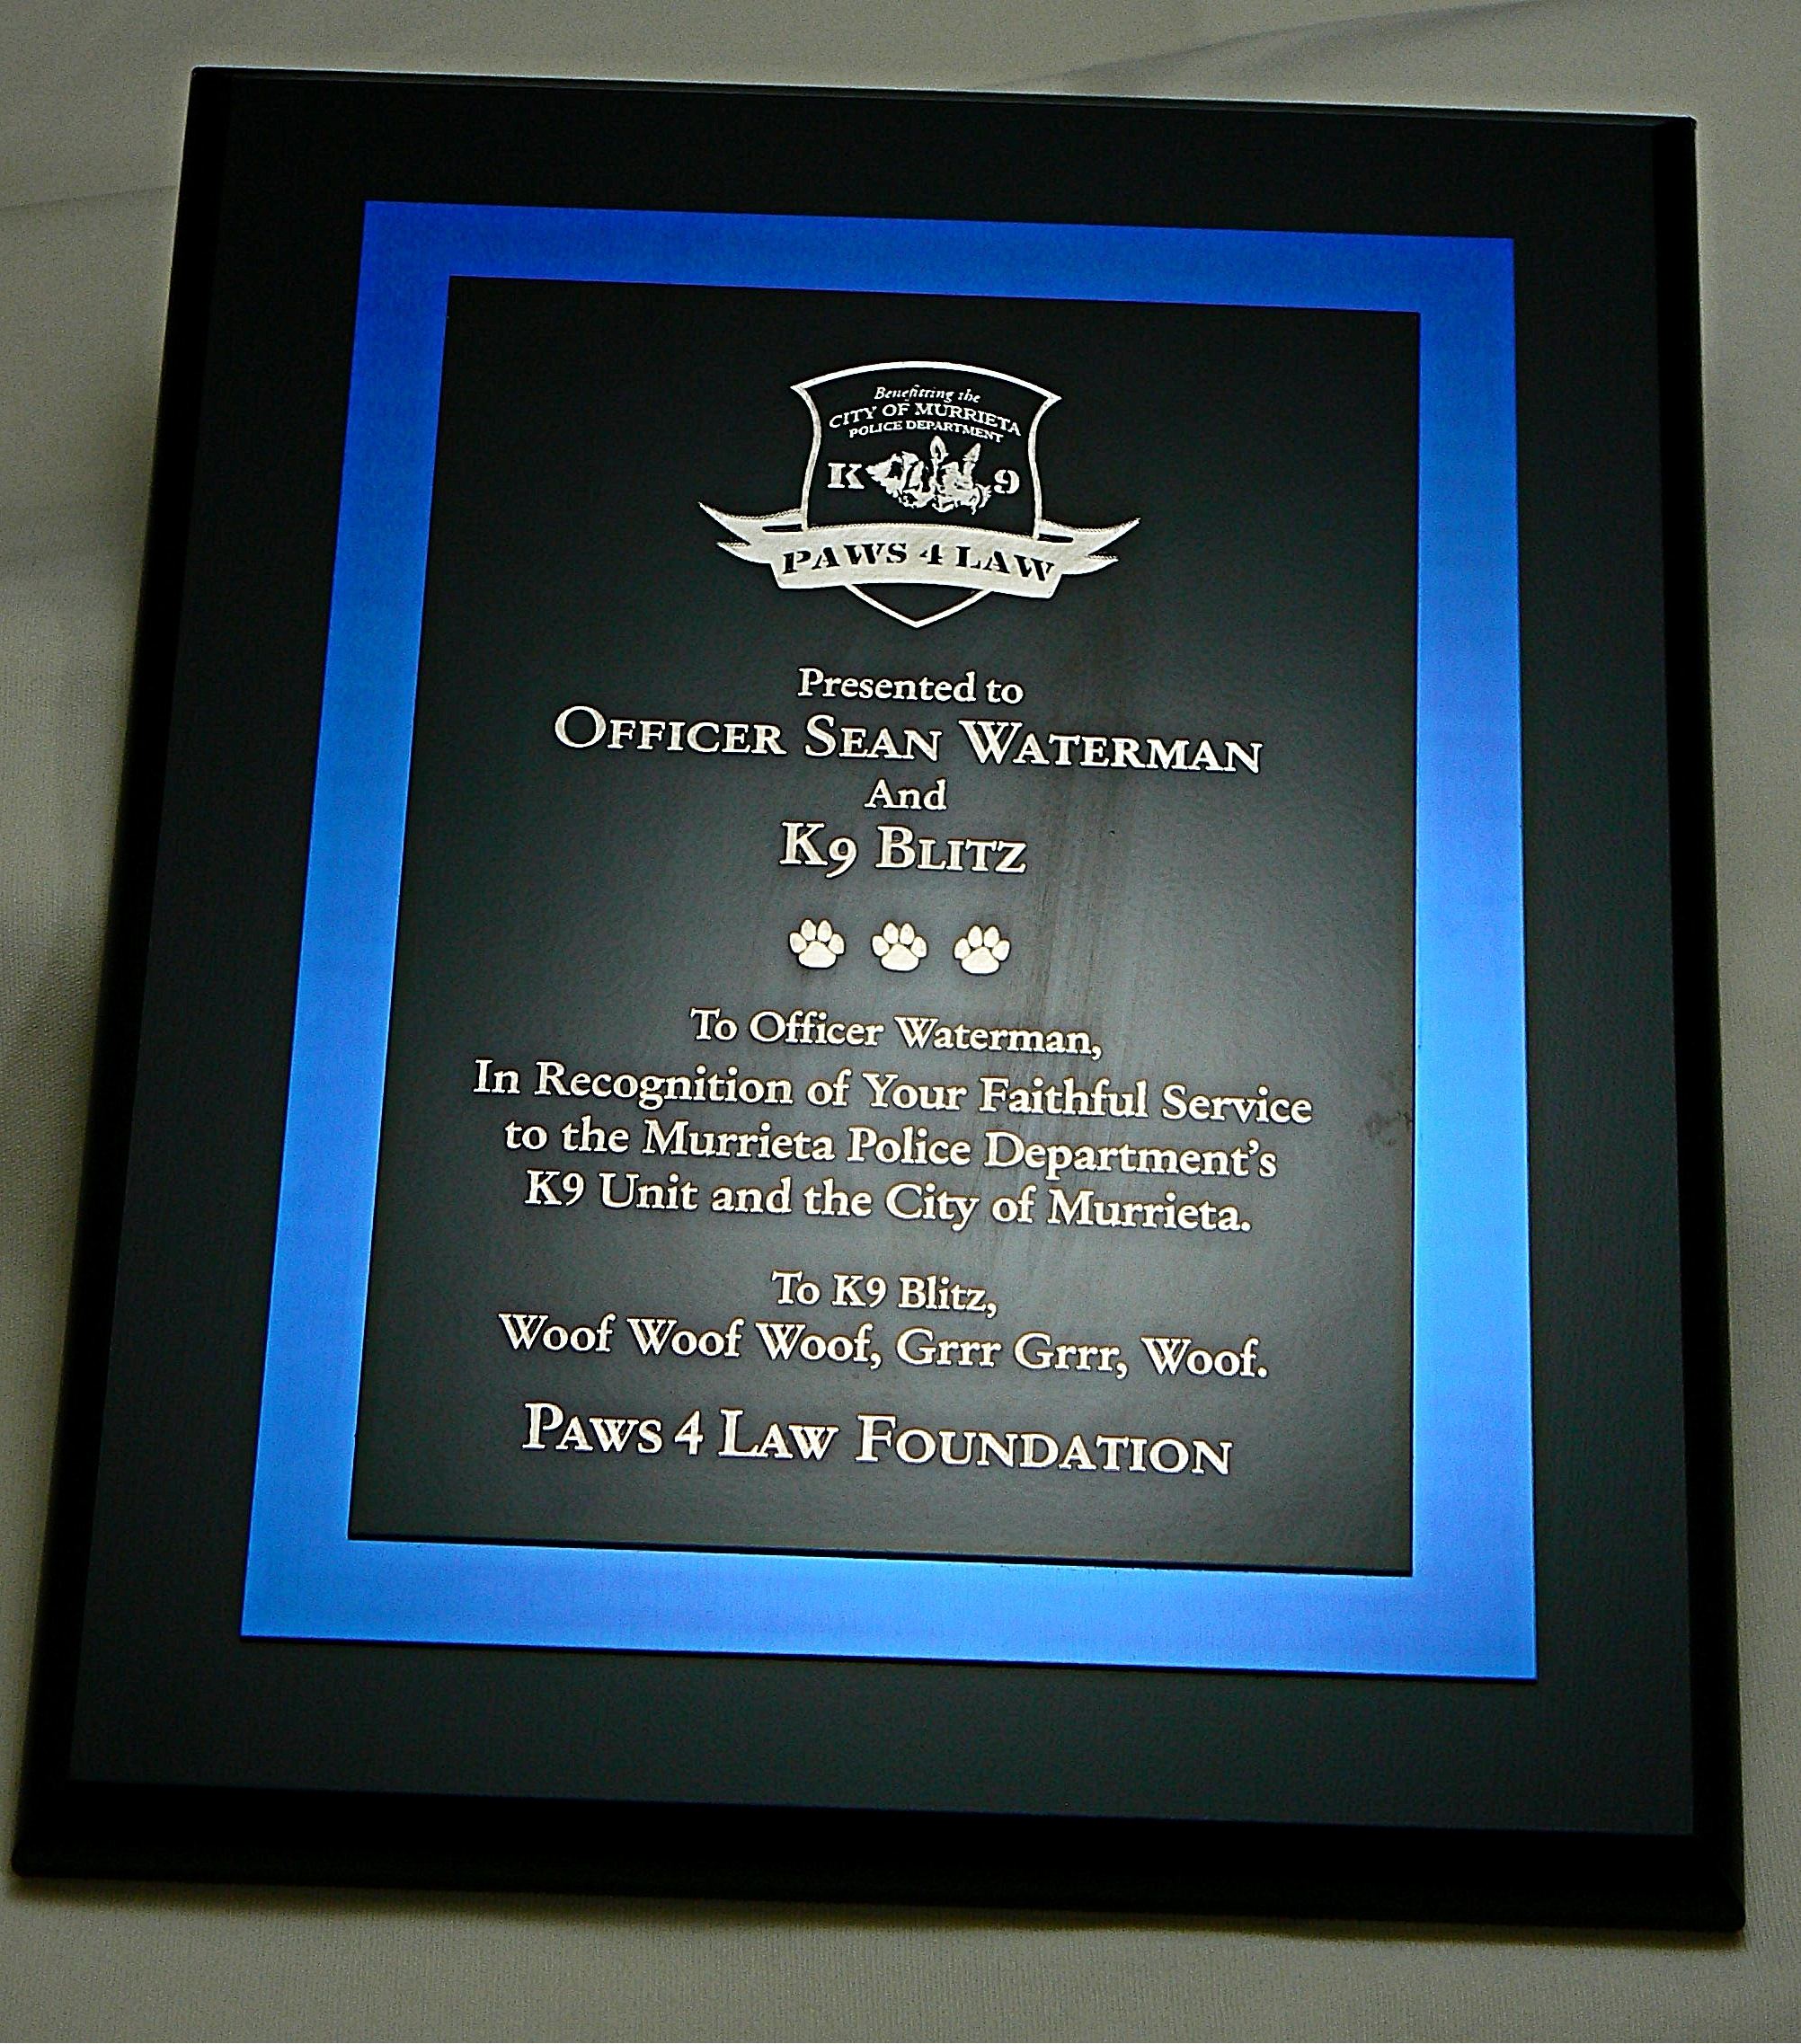 Benefitting the
CITY OF MURRIETA
POLICE DEPARTMENT
K 9
PAWS 4 LAW
Presented to
OFFICER SEAN WATERMAN
And
K9 BLITZ
To Officer Waterman,
In Recognition of Your Faithful Service
to the Murrieta Police Department's
K9 Unit and the City of Murrieta.
To K9 Blitz,
Woof Woof Woof, Grrr Grrr, Woof.
PAWS 4 LAW FOUNDATION